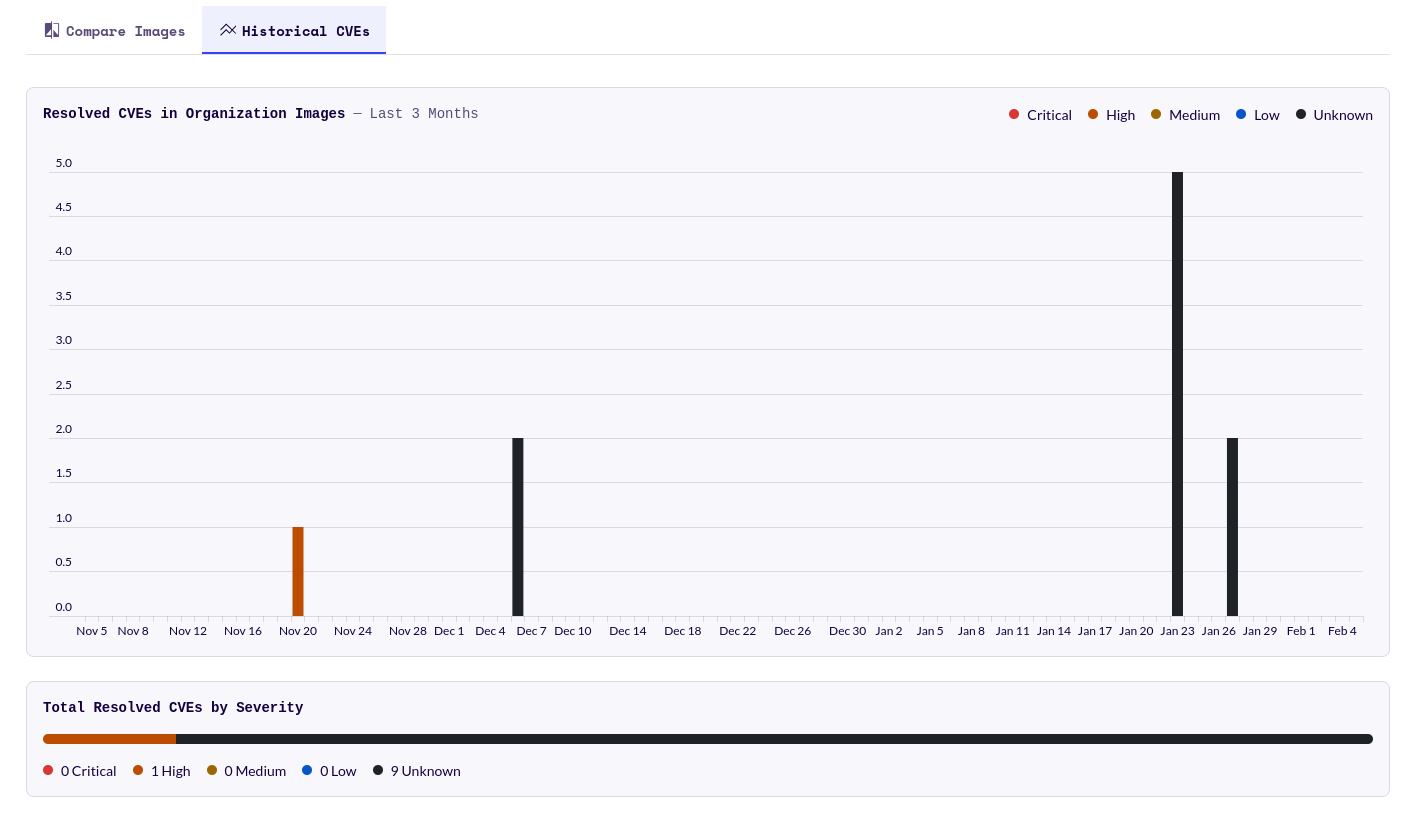 Compare Images Historical CVEs
Resolved CVEs in Organization Images — Last 3 Months
Critical High Medium Low Unknown
5.0
4.5
4.0
3.5
3.0
2.5
2.0
1.5
1.0
0.5
0.0
Nov 5 Nov 8 Nov 12 Nov 16 Nov 20 Nov 24 Nov 28 Dec 1 Dec 4 Dec 7 Dec 10 Dec 14 Dec 18 Dec 22 Dec 26 Dec 30 Jan 2 Jan 5 Jan 8 Jan 11 Jan 14 Jan 17 Jan 20 Jan 23 Jan 26 Jan 29 Feb 1 Feb 4
Total Resolved CVEs by Severity
0 Critical 1 High 0 Medium 0 Low 9 Unknown